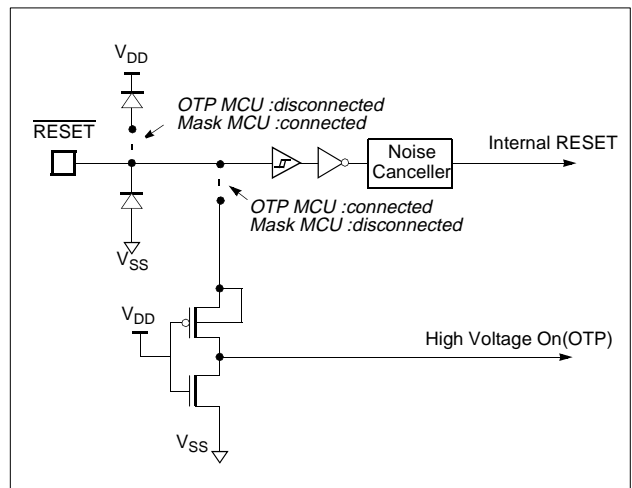 VDD
OTP MCU :disconnected
Mask MCU :connected
RESET
Internal RESET
Noise
Canceller
OTP MCU :connected
Mask MCU :disconnected
VSS
VDD
High Voltage On(OTP)
VSS